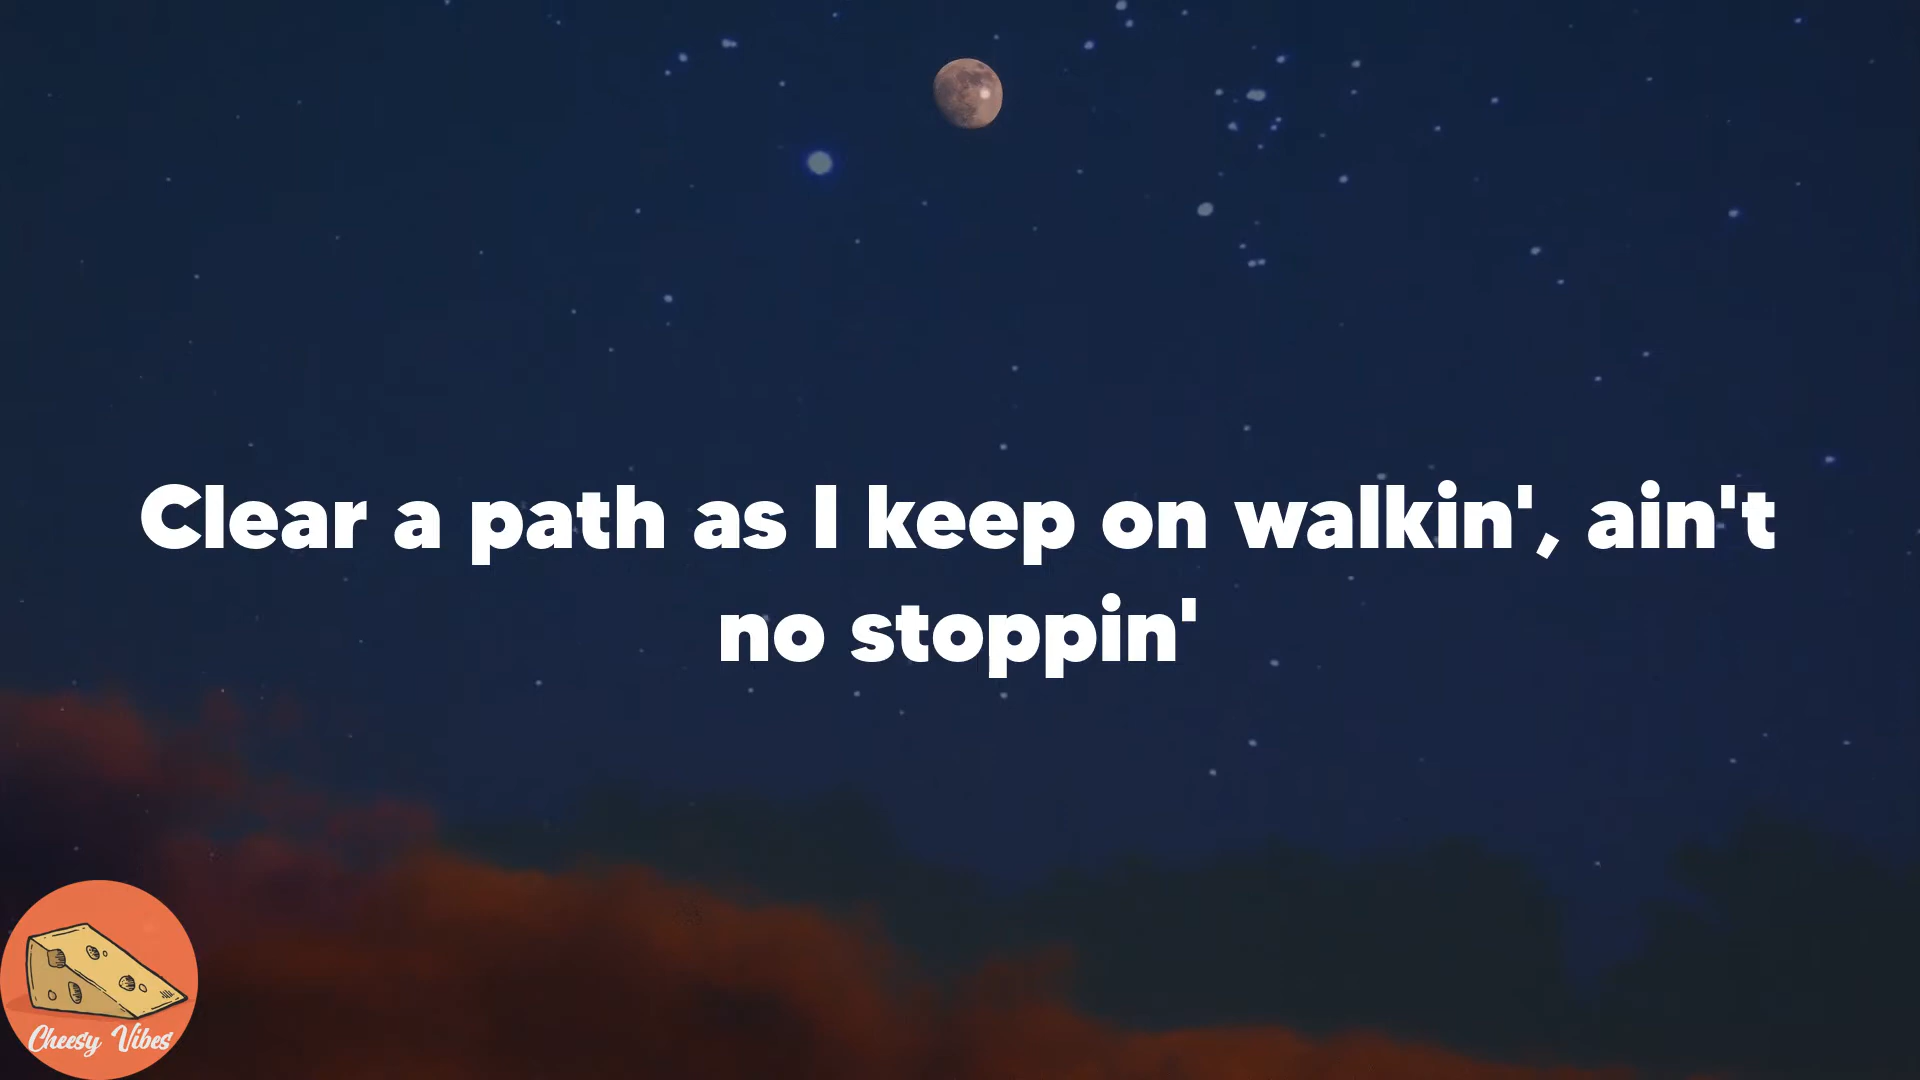 Clear a path as I keep on walkin', ain't
no stoppin'
Cheesy Vibes